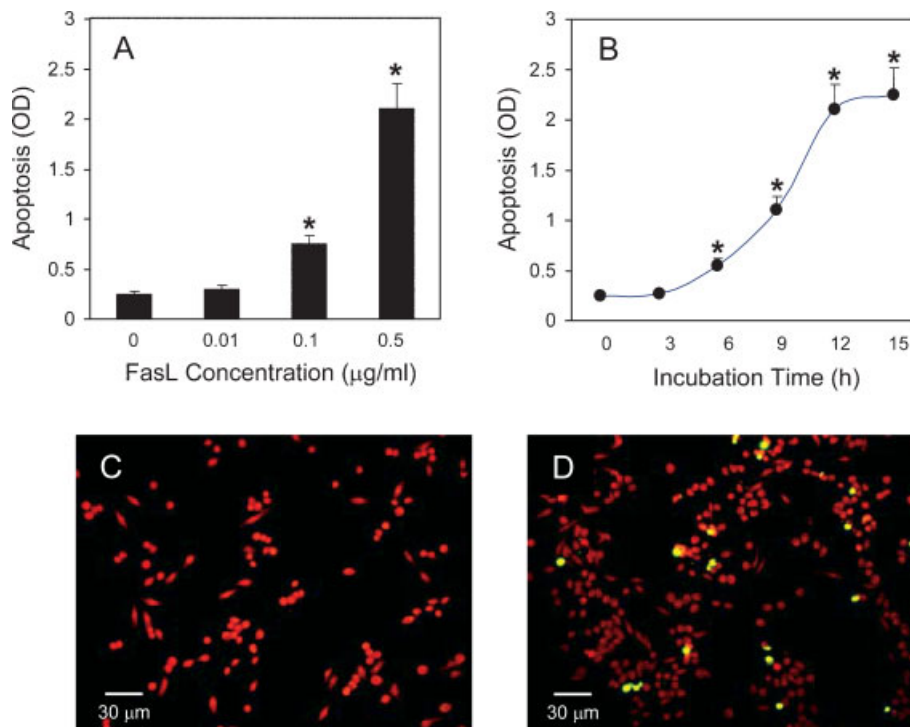 A
Apoptosis (OD)
3
2.5
2
1.5
1
0.5
0
*
*
0 0.01 0.1 0.5
FasL Concentration (μg/ml)
B
Apoptosis (OD)
3
2.5
2
1.5
1
0.5
0
*
*
*
*
0 3 6 9 12 15
Incubation Time (h)
C
30 μm
D
30 μm